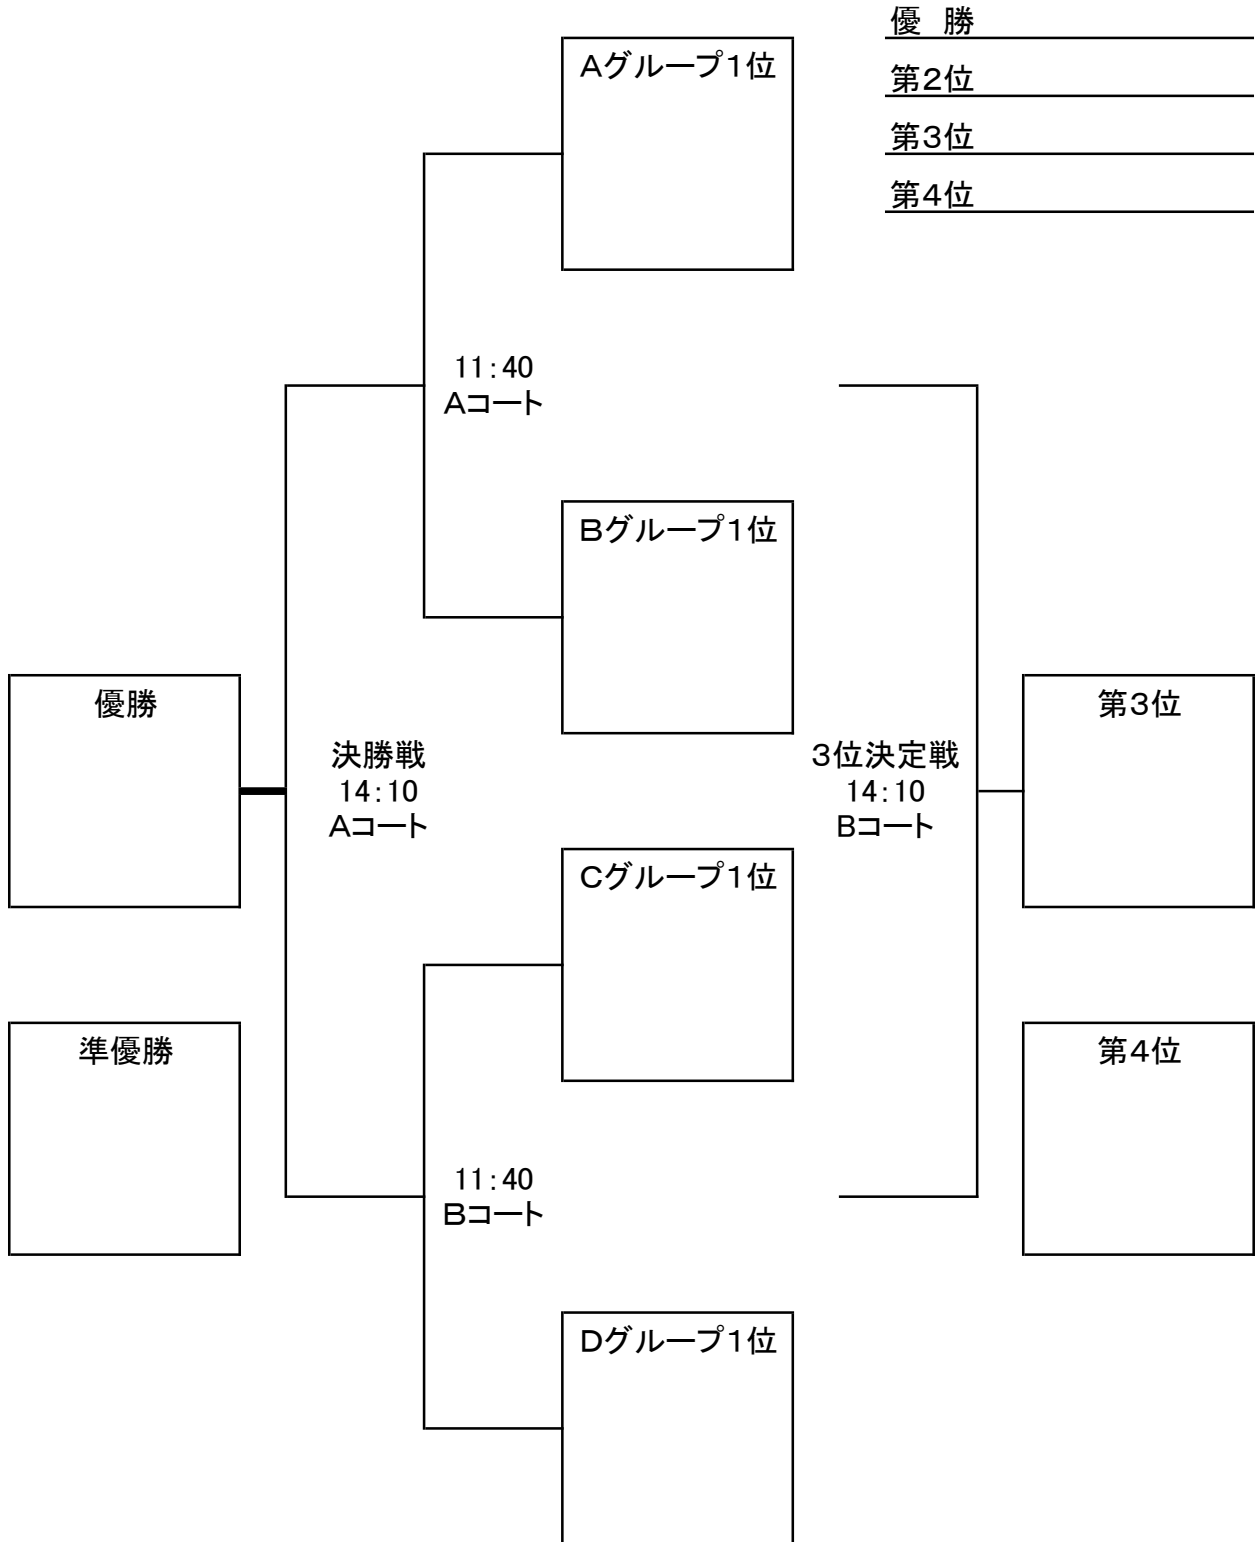 優　勝
第２位
第３位
第４位
Ａグループ１位
11：40
Ａコート
Ｂグループ１位
優勝
決勝戦
14：10
Ａコート
３位決定戦
14：10
Ｂコート
第３位
Ｃグループ１位
準優勝
第４位
11：40
Ｂコート
Ｄグループ１位